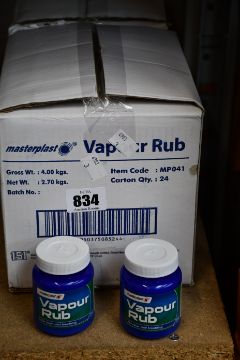 masterplast Vapour Rub
Gross Wt. : 4.00 kgs.
Item Code : MP041
Net Wt. : 2.70 kgs.
Carton Qty. : 24
Batch No. :
834
Vapour
Rub
Vapour
Rub